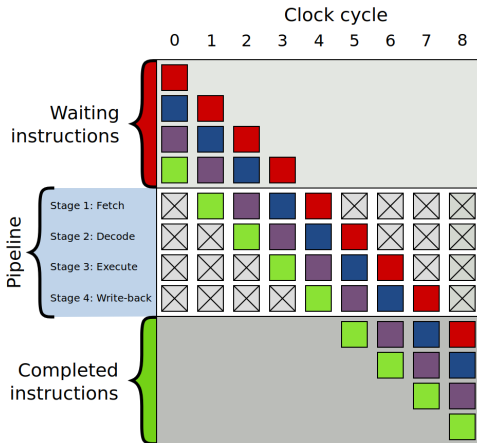 Clock cycle
0 1 2 3 4 5 6 7 8
Waiting
instructions
Pipeline
Stage 1: Fetch
Stage 2: Decode
Stage 3: Execute
Stage 4: Write-back
Completed
instructions